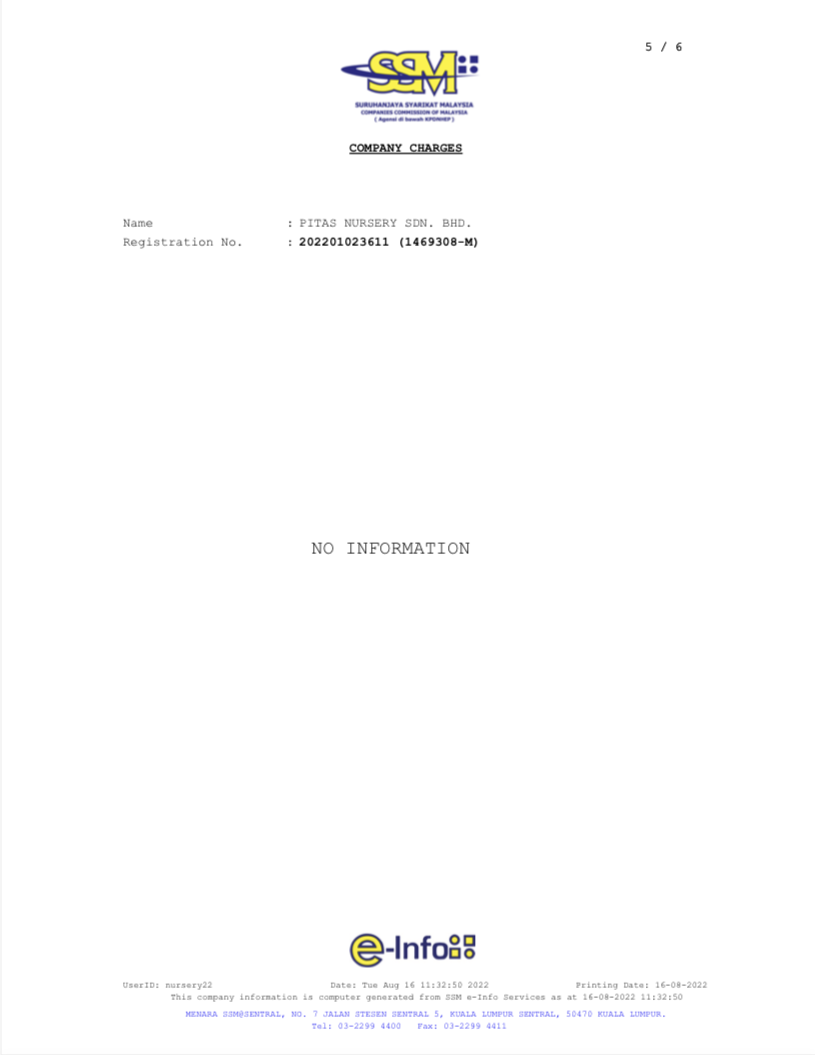 5 / 6
SSM
SURUHANJAYA SYARIKAT MALAYSIA
COMPANIES COMMISSION OF MALAYSIA
( Agensi di bawah KPDNHEP )
COMPANY CHARGES
Name : PITAS NURSERY SDN. BHD.
Registration No. : 202201023611 (1469308-M)
NO INFORMATION
e-Info
UserID: nursery22 Date: Tue Aug 16 11:32:50 2022 Printing Date: 16-08-2022
This company information is computer generated from SSM e-Info Services as at 16-08-2022 11:32:50
MENARA SSM@SENTRAL, NO. 7 JALAN STESEN SENTRAL 5, KUALA LUMPUR SENTRAL, 50470 KUALA LUMPUR.
Tel: 03-2299 4400 Fax: 03-2299 4411